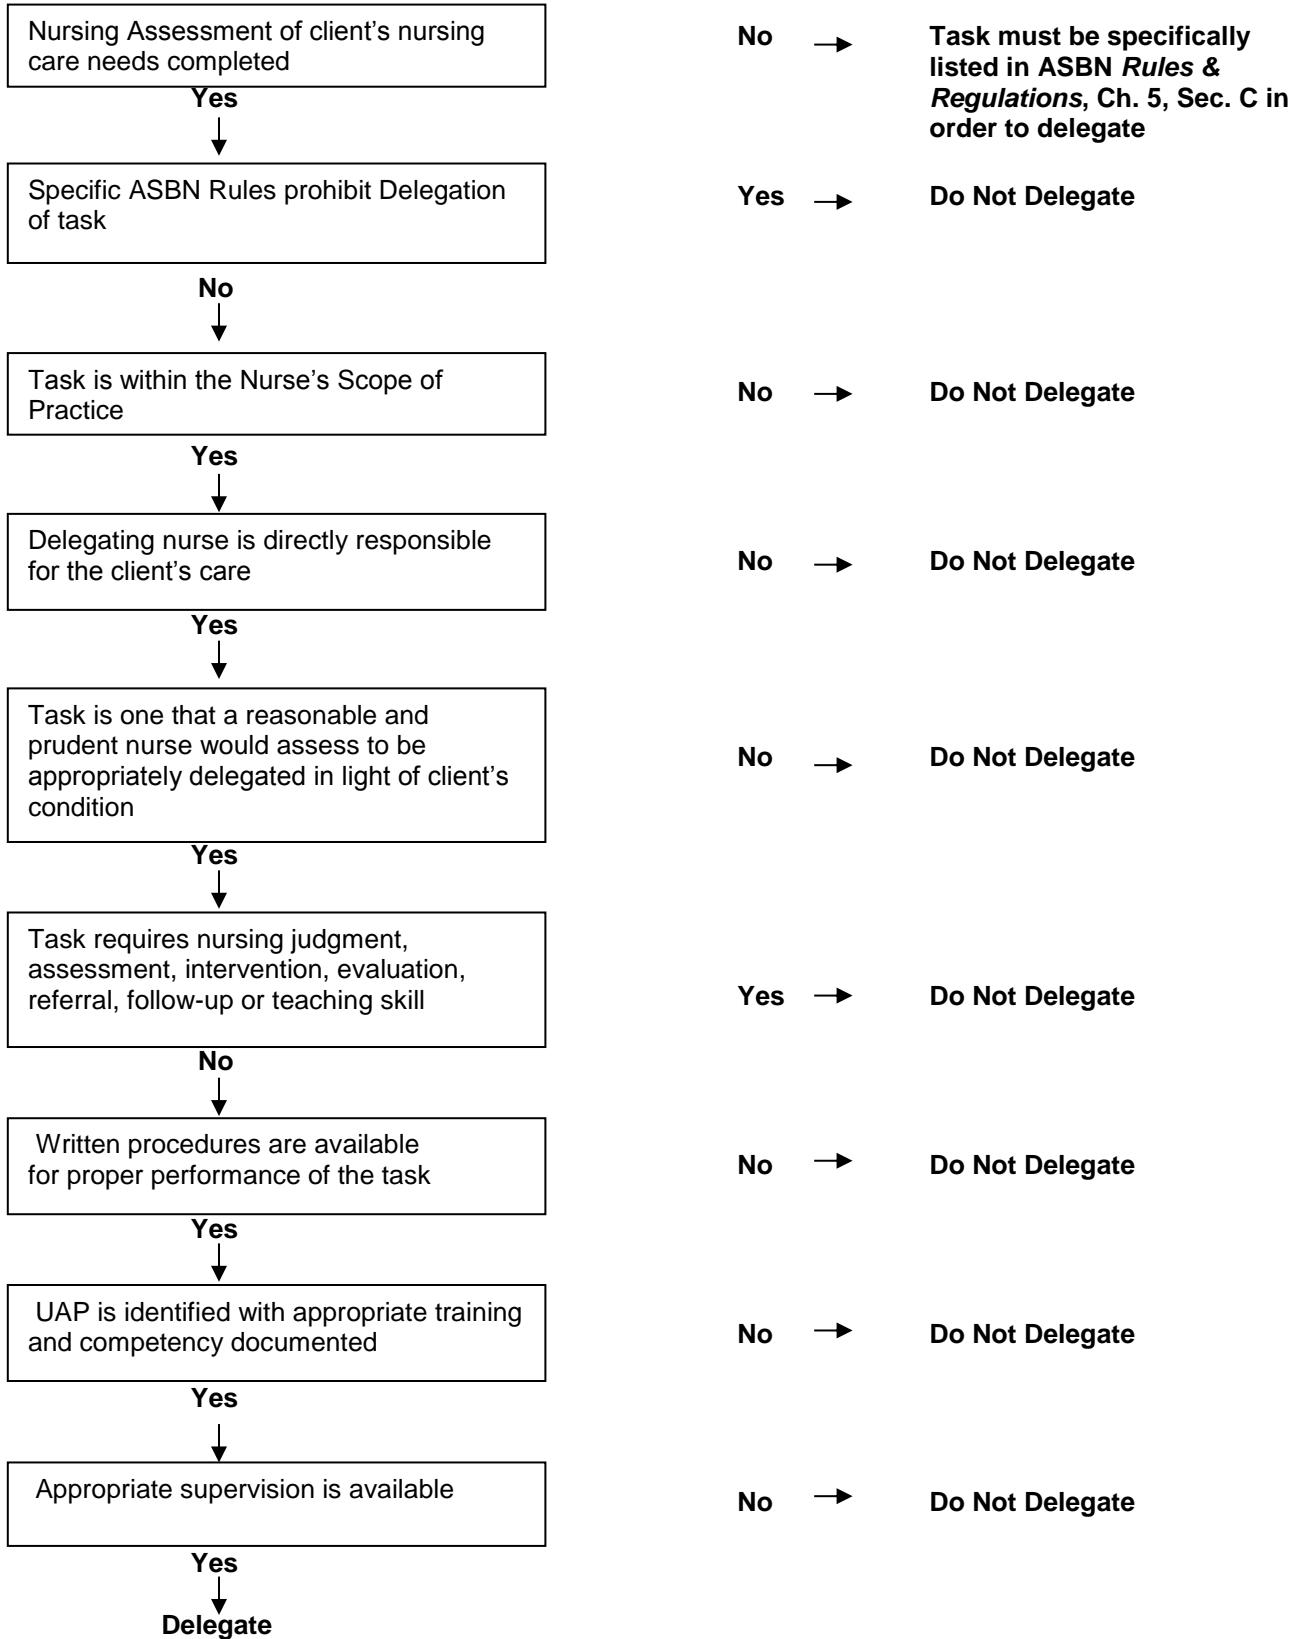 Nursing Assessment of client's nursing
care needs completed
No
Task must be specifically
listed in ASBN Rules &
Regulations, Ch. 5, Sec. C in
order to delegate
Yes
Specific ASBN Rules prohibit Delegation
of task
Yes
Do Not Delegate
No
Task is within the Nurse's Scope of
Practice
No
Do Not Delegate
Yes
Delegating nurse is directly responsible
for the client's care
No
Do Not Delegate
Yes
Task is one that a reasonable and
prudent nurse would assess to be
appropriately delegated in light of client's
condition
No
Do Not Delegate
Yes
Task requires nursing judgment,
assessment, intervention, evaluation,
referral, follow-up or teaching skill
Yes
Do Not Delegate
No
Written procedures are available
for proper performance of the task
No
Do Not Delegate
Yes
UAP is identified with appropriate training
and competency documented
No
Do Not Delegate
Yes
Appropriate supervision is available
No
Do Not Delegate
Yes
Delegate